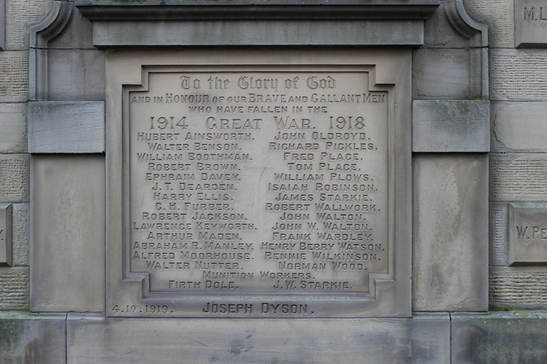 M.L
To the Glory of God
AND IN HONOUR OF OUR BRAVE AND GALLANT MEN
WHO HAVE FALLEN IN THE
1914 GREAT WAR. 1918
HUBERT AINSWORTH. JOHN OLDROYD.
WALTER BENSON. RICHARD PICKLES.
WILLIAM BOOTHMAN. FRED PLACE.
ROBERT BROWN. TOM PLACE.
EPHRAIM DAVEY. WILLIAM PLOWS.
J.T. DEARDEN. ISAIAH ROBINSON.
HARRY ELLIS. JAMES STARKIE.
G.H. FURBER. ROBERT WALLWORK.
ROBERT JACKSON. JOHN WALTON.
LAWRENCE KEYWORTH. JOHN W. WALTON.
ARTHUR MADEN. FRANK WARDLEY.
ABRAHAM R. MANLEY. HENRY BERRY WATSON.
ALFRED MOORHOUSE. RENNIE WILKINSON.
WALTER NUTTER. NORMAN WOOD.
MUNITION WORKERS.
FIRTH DOLE. J.W. STARKIE.
4.10.1919. JOSEPH DYSON.
W. PE